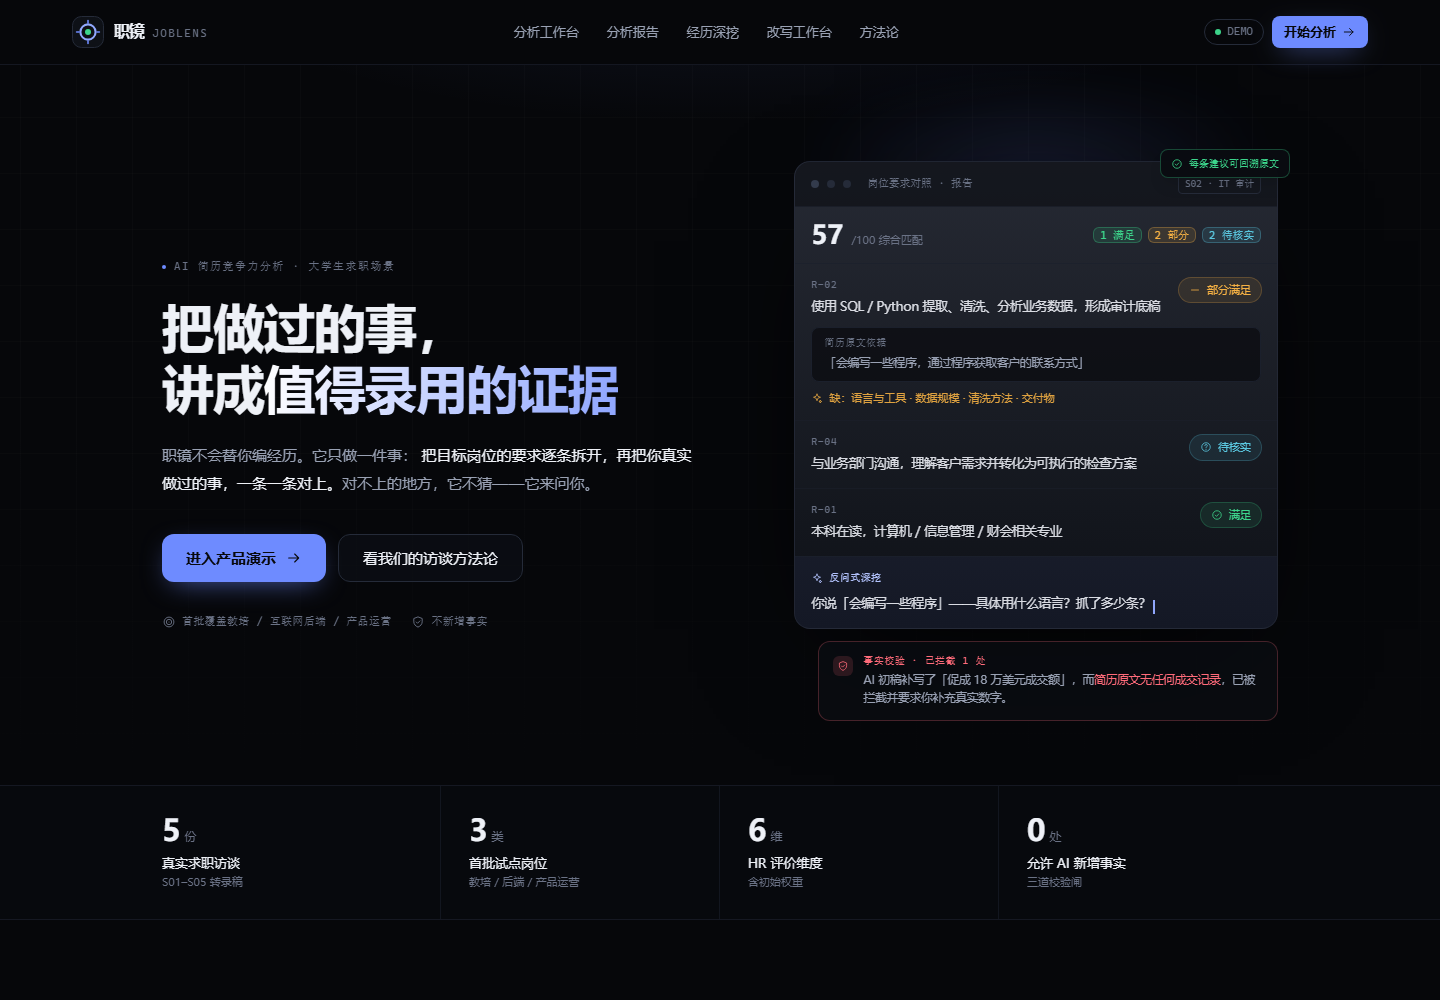 职镜 JOBLENS
分析工作台 分析报告 经历深挖 改写工作台 方法论
DEMO
开始分析 →
AI 简历竞争力分析 · 大学生求职场景
把做过的事，
讲成值得录用的证据
职镜不会替你编经历。它只做一件事： 把目标岗位的要求逐条拆开，再把你真实
做过的事，一条一条对上。对不上的地方，它不猜——它来问你。
进入产品演示 →
看我们的访谈方法论
首批覆盖教培 / 互联网后端 / 产品运营
不新增事实
每条建议可回溯原文
岗位要求对照 · 报告
S02 · IT 审计
57 /100 综合匹配
1 满足 2 部分 2 待核实
R-02
部分满足
使用 SQL / Python 提取、清洗、分析业务数据，形成审计底稿
简历原文依据
「会编写一些程序，通过程序获取客户的联系方式」
缺：语言与工具 · 数据规模 · 清洗方法 · 交付物
R-04
待核实
与业务部门沟通，理解客户需求并转化为可执行的检查方案
R-01
满足
本科在读，计算机 / 信息管理 / 财会相关专业
反问式深挖
你说「会编写一些程序」——具体用什么语言？抓了多少条？
事实校验 · 已拦截 1 处
AI 初稿补写了「促成 18 万美元成交额」，而简历原文无任何成交记录，已被
拦截并要求你补充真实数字。
5 份
真实求职访谈
S01–S05 转录稿
3 类
首批试点岗位
教培 / 后端 / 产品运营
6 维
HR 评价维度
含初始权重
0 处
允许 AI 新增事实
三道校验闸